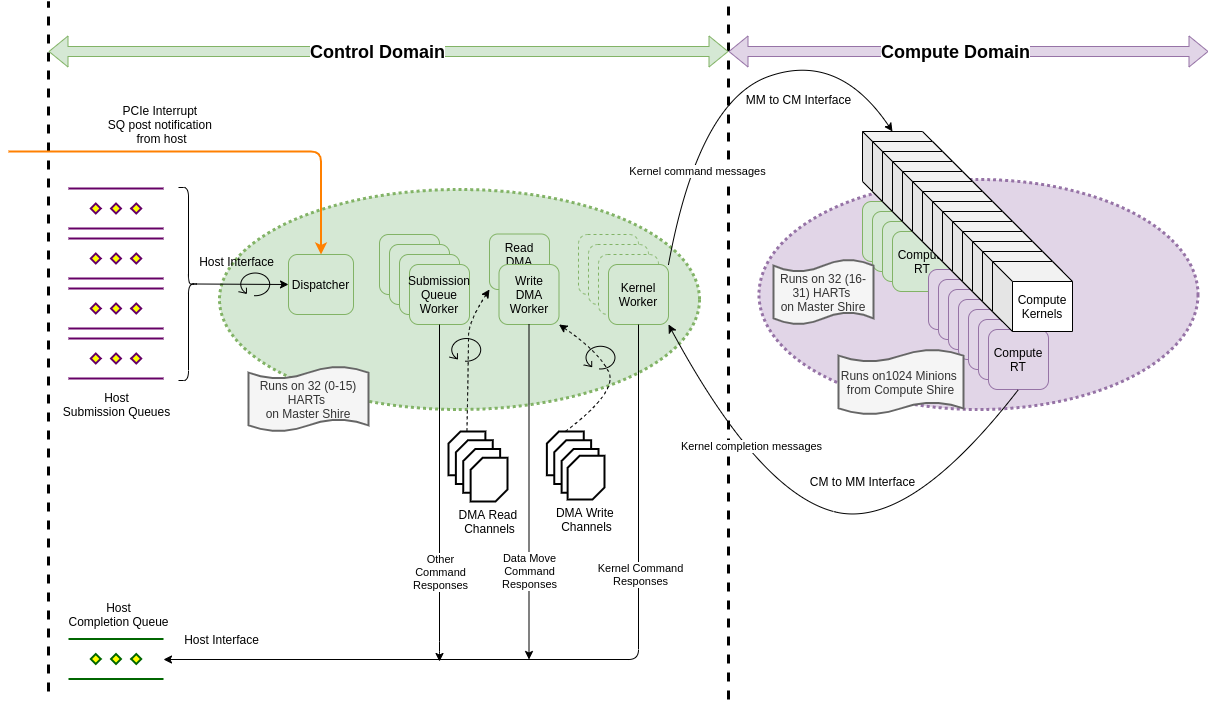 Control Domain
Compute Domain
PCIe Interrupt
SQ post notification
from host
MM to CM Interface
Kernel command messages
Host Interface
Dispatcher
Submission
Queue
Worker
Read
DMA
Write
DMA
Worker
Kernel
Worker
Compu
RT
Runs on 32 (16-
31) HARTs
on Master Shire
Compute
Kernels
Compute
RT
Runs on1024 Minions
from Compute Shire
Runs on 32 (0-15)
HARTs
on Master Shire
Host
Submission Queues
Kernel completion messages
CM to MM Interface
DMA Read
Channels
DMA Write
Channels
Other
Command
Responses
Data Move
Command
Responses
Kernel Command
Responses
Host
Completion Queue
Host Interface